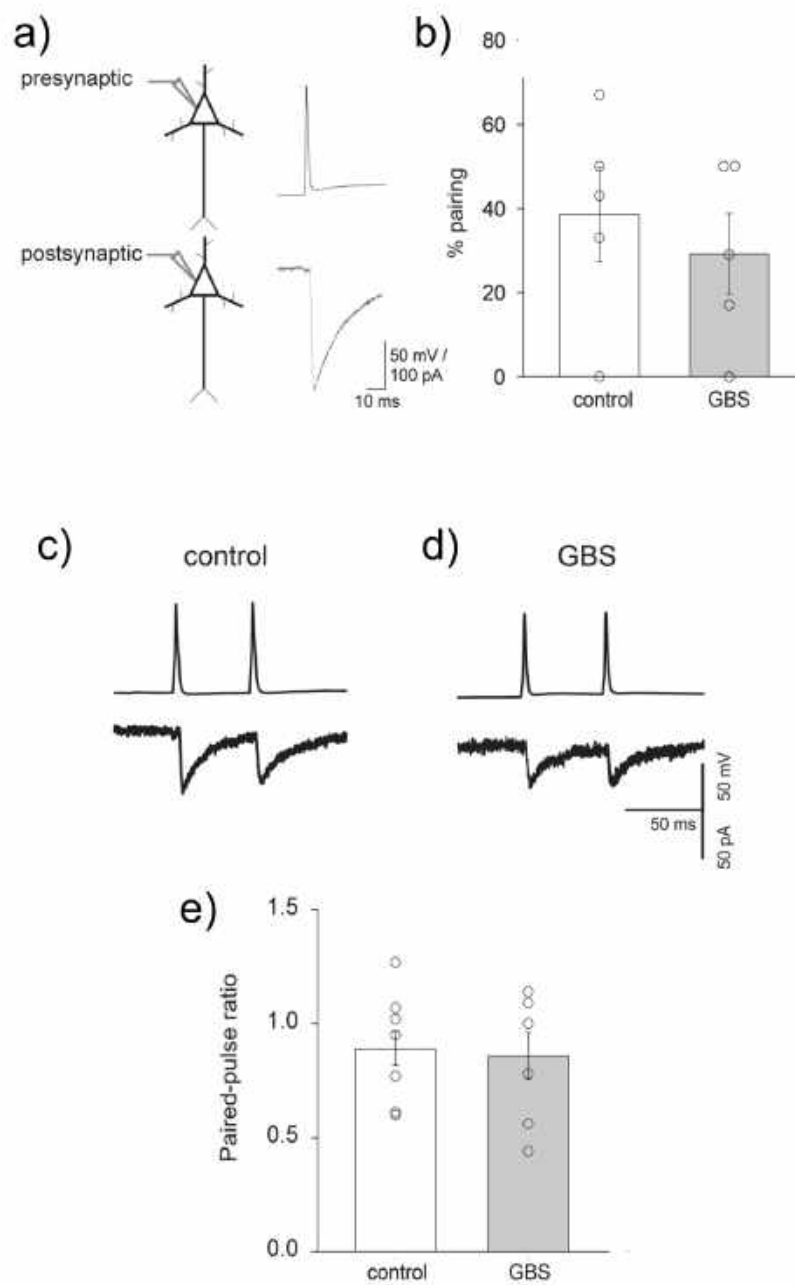 a)
presynaptic
postsynaptic
50 mV /
100 pA
10 ms
b)
% pairing
80
60
40
20
0
control
GBS
c)
control
d)
GBS
50 ms
50 mV
50 pA
e)
Paired-pulse ratio
1.5
1.0
0.5
0.0
control
GBS